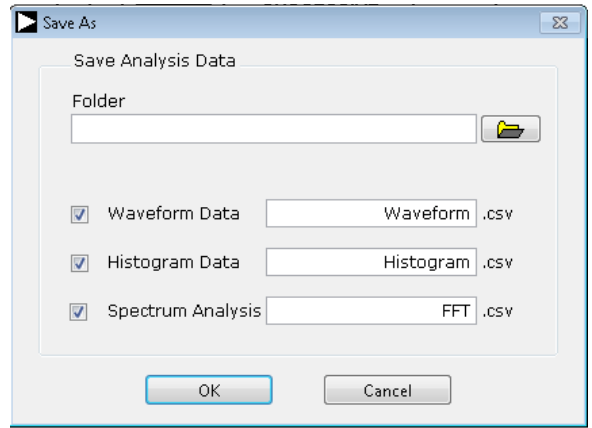 Save As
Save Analysis Data
Folder
Waveform Data Waveform .csv
Histogram Data Histogram .csv
Spectrum Analysis FFT .csv
OK Cancel